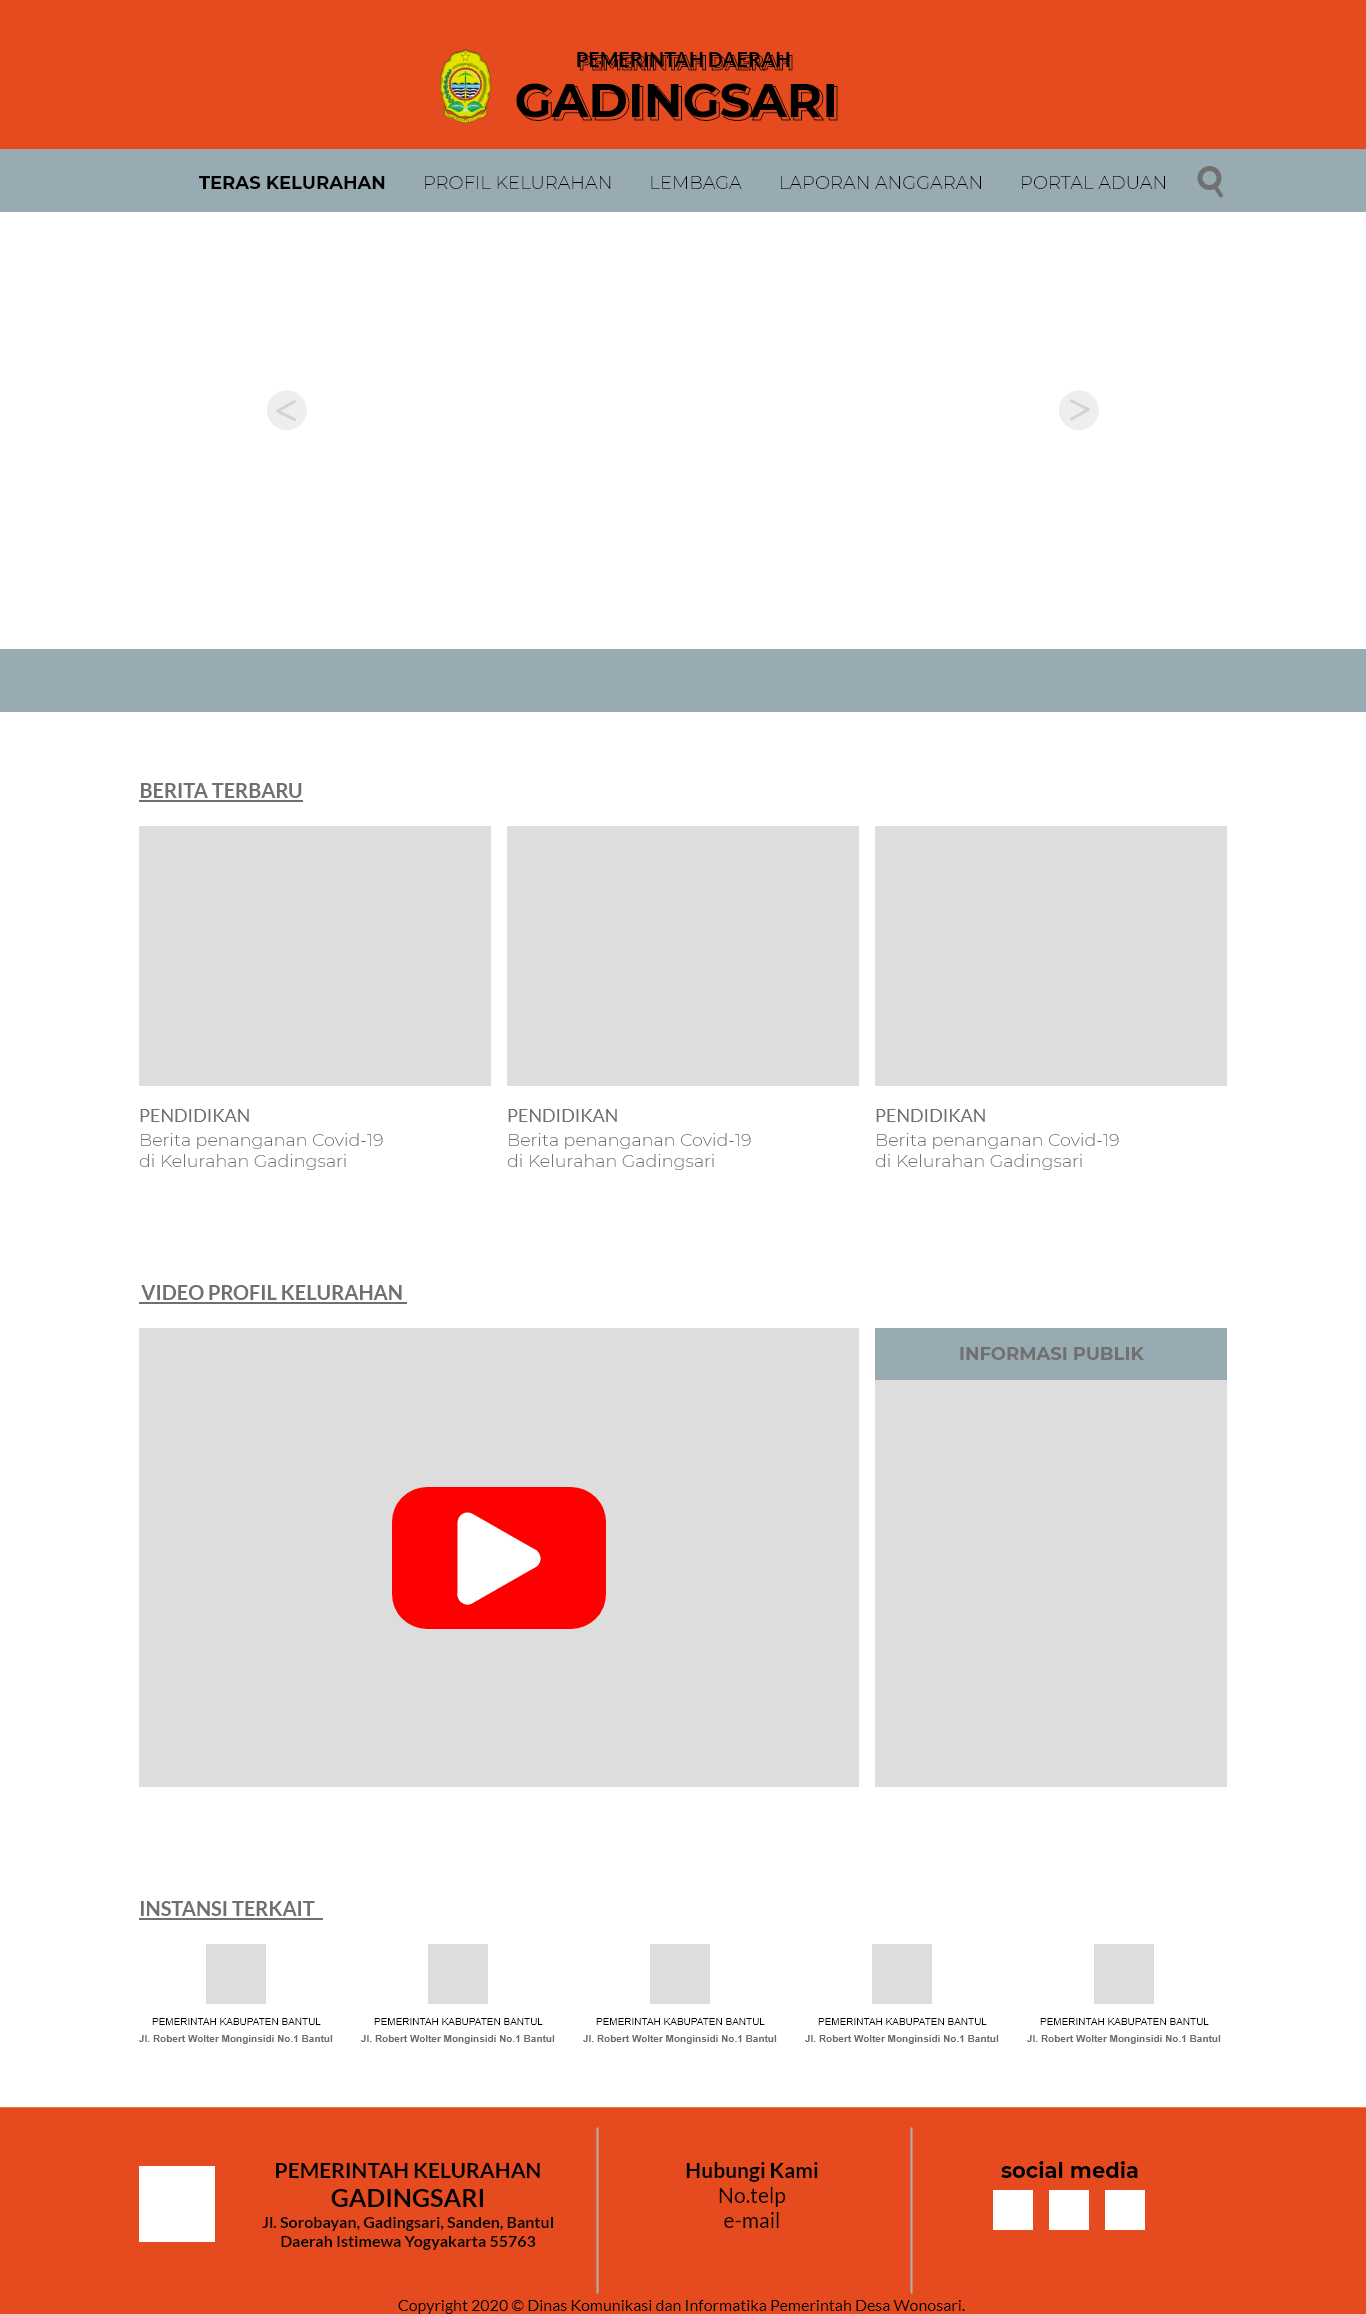 PEMERINTAH DAERAH
GADINGSARI
TERAS KELURAHAN PROFIL KELURAHAN LEMBAGA LAPORAN ANGGARAN PORTAL ADUAN
< >
BERITA TERBARU
PENDIDIKAN
Berita penanganan Covid-19
di Kelurahan Gadingsari
PENDIDIKAN
Berita penanganan Covid-19
di Kelurahan Gadingsari
PENDIDIKAN
Berita penanganan Covid-19
di Kelurahan Gadingsari
VIDEO PROFIL KELURAHAN
INFORMASI PUBLIK
INSTANSI TERKAIT
PEMERINTAH KABUPATEN BANTUL
Jl. Robert Wolter Monginsidi No.1 Bantul
PEMERINTAH KABUPATEN BANTUL
Jl. Robert Wolter Monginsidi No.1 Bantul
PEMERINTAH KABUPATEN BANTUL
Jl. Robert Wolter Monginsidi No.1 Bantul
PEMERINTAH KABUPATEN BANTUL
Jl. Robert Wolter Monginsidi No.1 Bantul
PEMERINTAH KABUPATEN BANTUL
Jl. Robert Wolter Monginsidi No.1 Bantul
PEMERINTAH KELURAHAN
GADINGSARI
Jl. Sorobayan, Gadingsari, Sanden, Bantul
Daerah Istimewa Yogyakarta 55763
Hubungi Kami
No.telp
e-mail
social media
Copyright 2020 © Dinas Komunikasi dan Informatika Pemerintah Desa Wonosari.